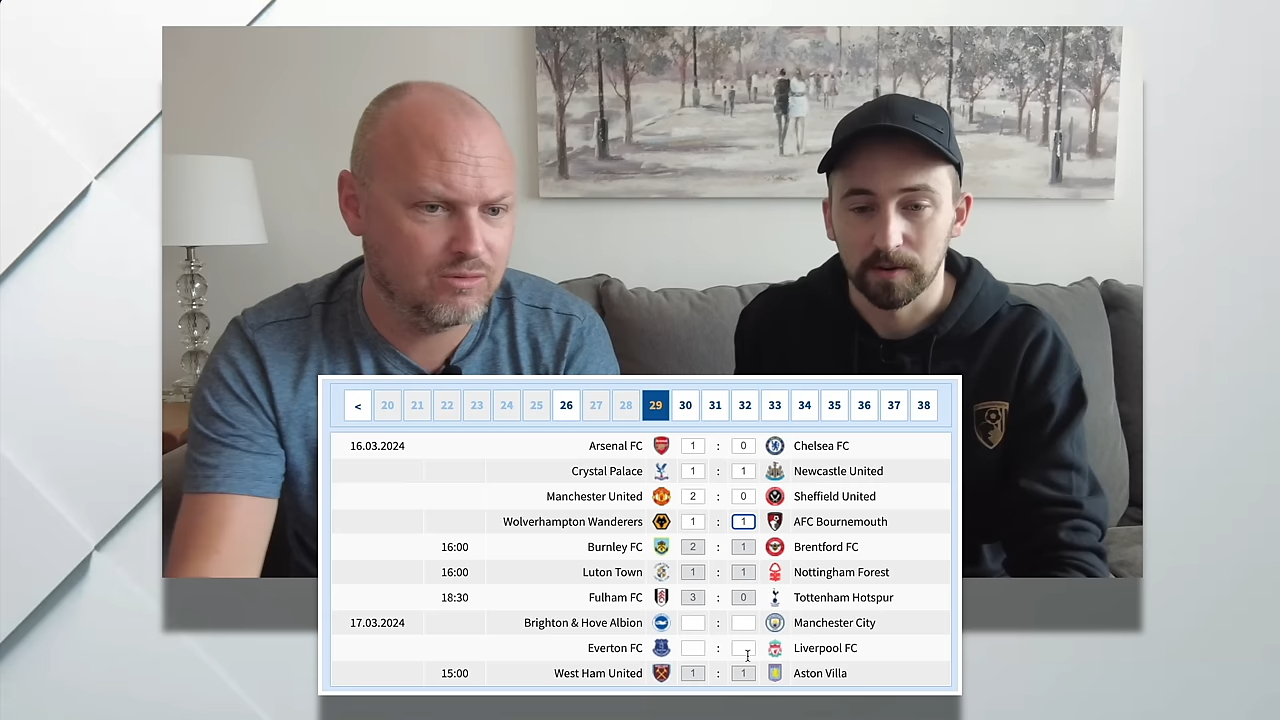 < 20 21 22 23 24 25 26 27 28 29 30 31 32 33 34 35 36 37 38
16.03.2024 Arsenal FC 1 : 0 Chelsea FC
Crystal Palace 1 : 1 Newcastle United
Manchester United 2 : 0 Sheffield United
Wolverhampton Wanderers 1 : 1 AFC Bournemouth
16:00 Burnley FC 2 : 1 Brentford FC
16:00 Luton Town 1 : 1 Nottingham Forest
18:30 Fulham FC 3 : 0 Tottenham Hotspur
17.03.2024 Brighton & Hove Albion : Manchester City
Everton FC : Liverpool FC
15:00 West Ham United 1 : 1 Aston Villa